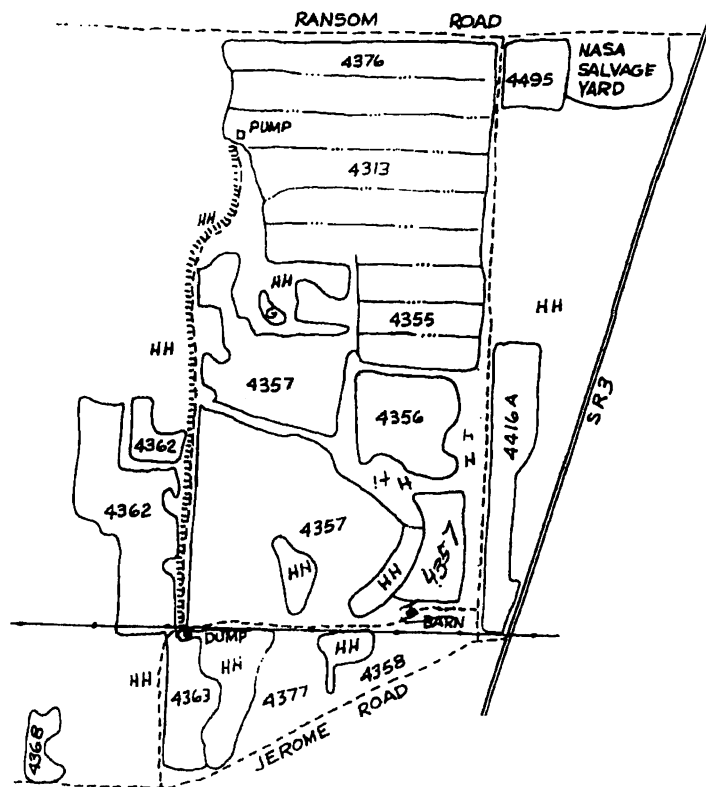 RANSOM ROAD
4376
4495
NASA
SALVAGE
YARD
PUMP
4313
HH
HH
G
HH
4355
HH
4357
4356
4416A
SR3
4362
HH
4362
HH
4357
HH
HH
4357
BARN
DUMP
HH
HH
HH
4358
4363
4377
JEROME ROAD
4368